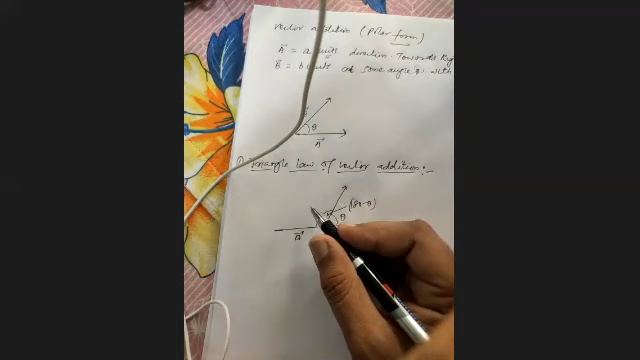 Vector addition (Polar form)
A = a units direction. Towards Rig
B = b units at some angle 'θ' with
θ
A
① Triangle law of vector addition:-
(180-θ)
θ
A